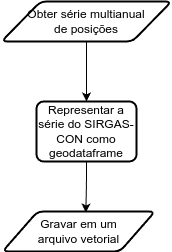 Obter série multianual
de posições
Representar a
série do SIRGAS-
CON como
geodataframe
Gravar em um
arquivo vetorial